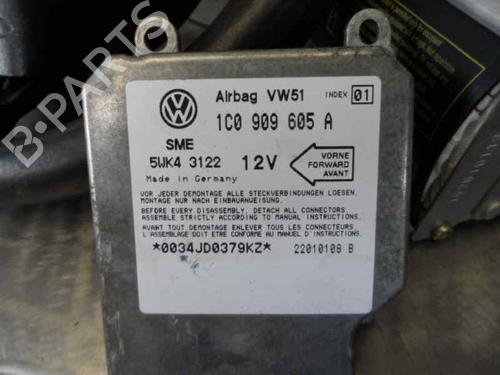 Airbag VW51 INDEX 01
1C0 909 605 A
SME
5WK4 3122 12V
VORNE
FORWARD
AVANT
Made in Germany
VOR JEDER DEMONTAGE ALLE STECKVERBINDUNGEN LOESEN.
MONTAGE NUR NACH EINBAUANWEISUNG
BEFORE EVERY DISASSEMBLY, DETACH ALL CONNECTORS.
ASSEMBLE STRICTLY ACCORDING TO MANUAL INSTRUCTIONS.
AVANT TOUT DEMONTAGE ENLEVER TOUS LES CONNECTEURS
L'ASSEMBLAGE DOIT ETRE CONFORME AU MANUEL INSTRUCTIONS
*0034JD0379KZ* 22010108 B